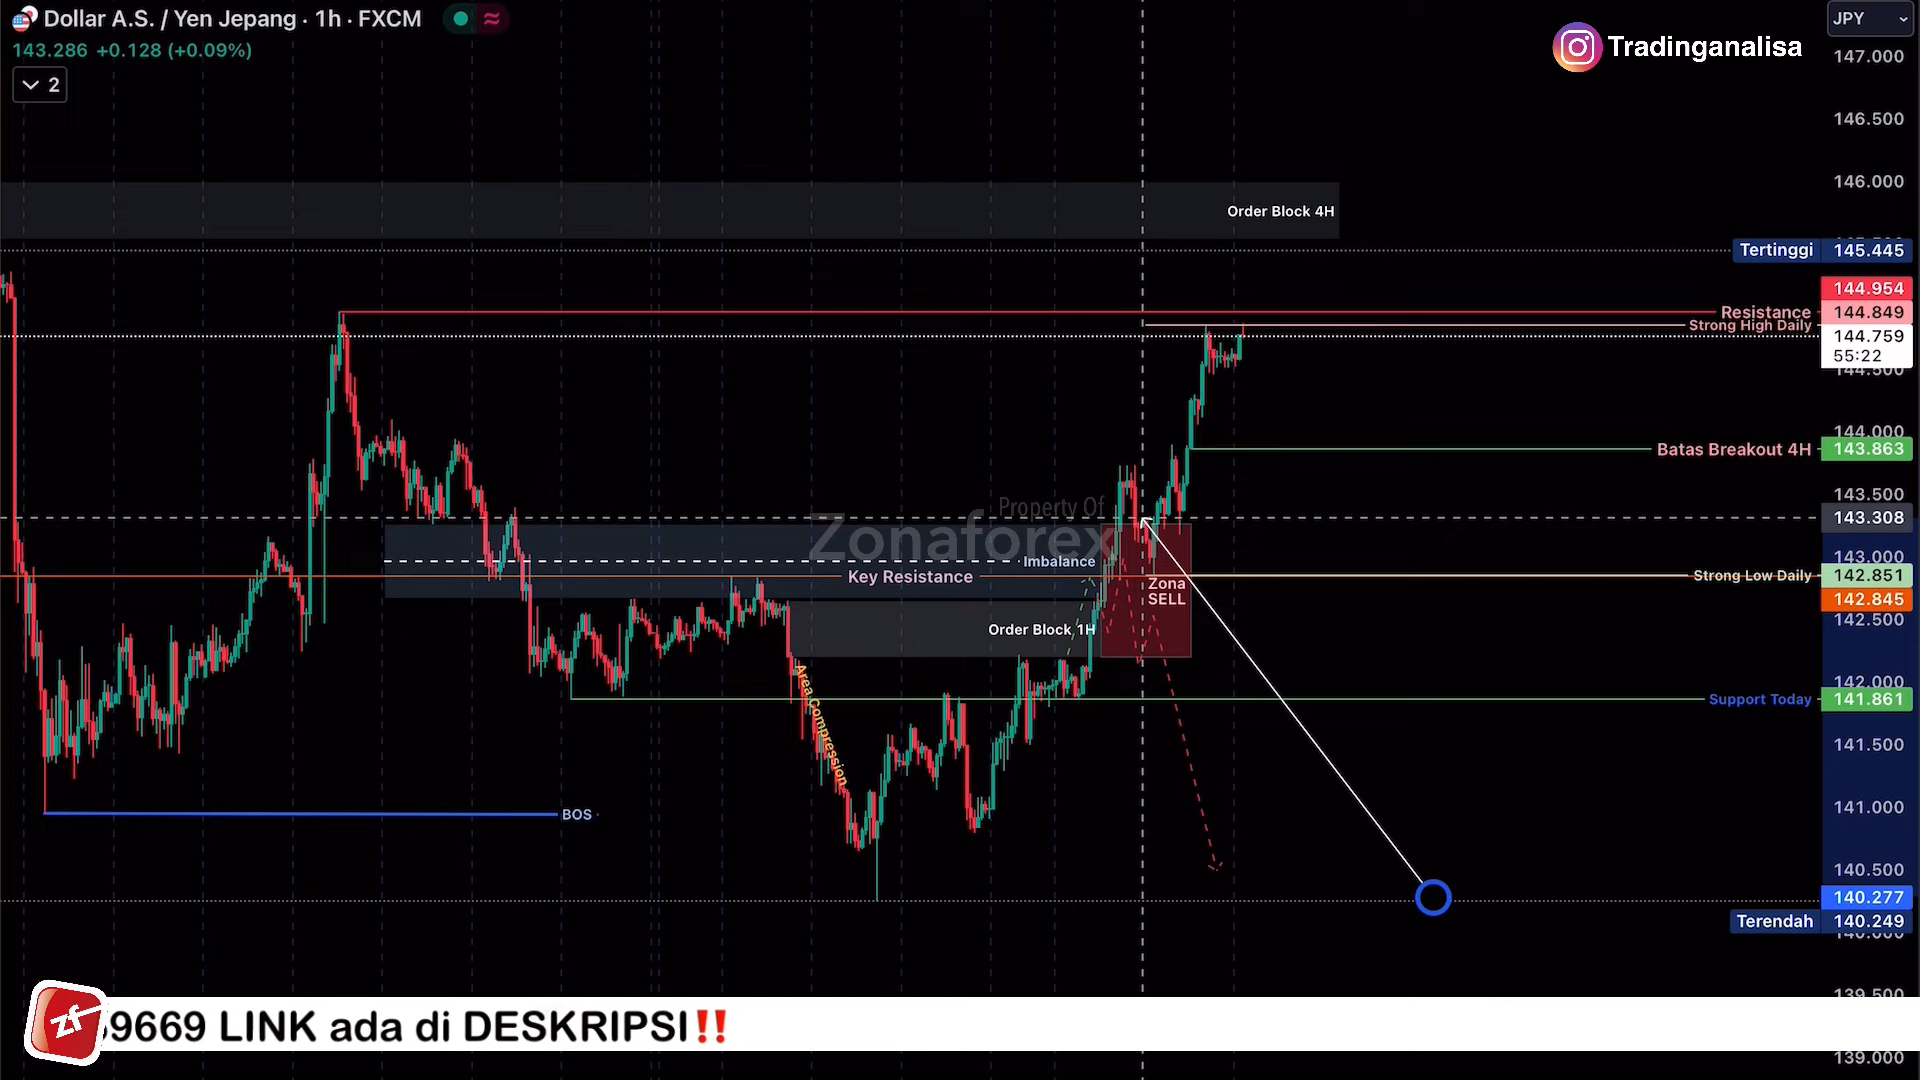 Dollar A.S. / Yen Jepang · 1h · FXCM
143.286 +0.128 (+0.09%)
2
Tradinganalisa
JPY
147.000
146.500
146.000
Order Block 4H
Tertinggi 145.445
144.954
Resistance 144.849
Strong High Daily
144.759
55:22
144.500
144.000
Batas Breakout 4H 143.863
143.500
Property Of
Zonaforex
143.308
143.000
Imbalance
Key Resistance
Strong Low Daily 142.851
Zona
SELL
142.845
142.500
Order Block 1H
142.000
Support Today 141.861
Area Compression
141.500
141.000
BOS
140.500
140.277
Terendah 140.249
140.000
139.500
zf
9669 LINK ada di DESKRIPSI‼️
139.000